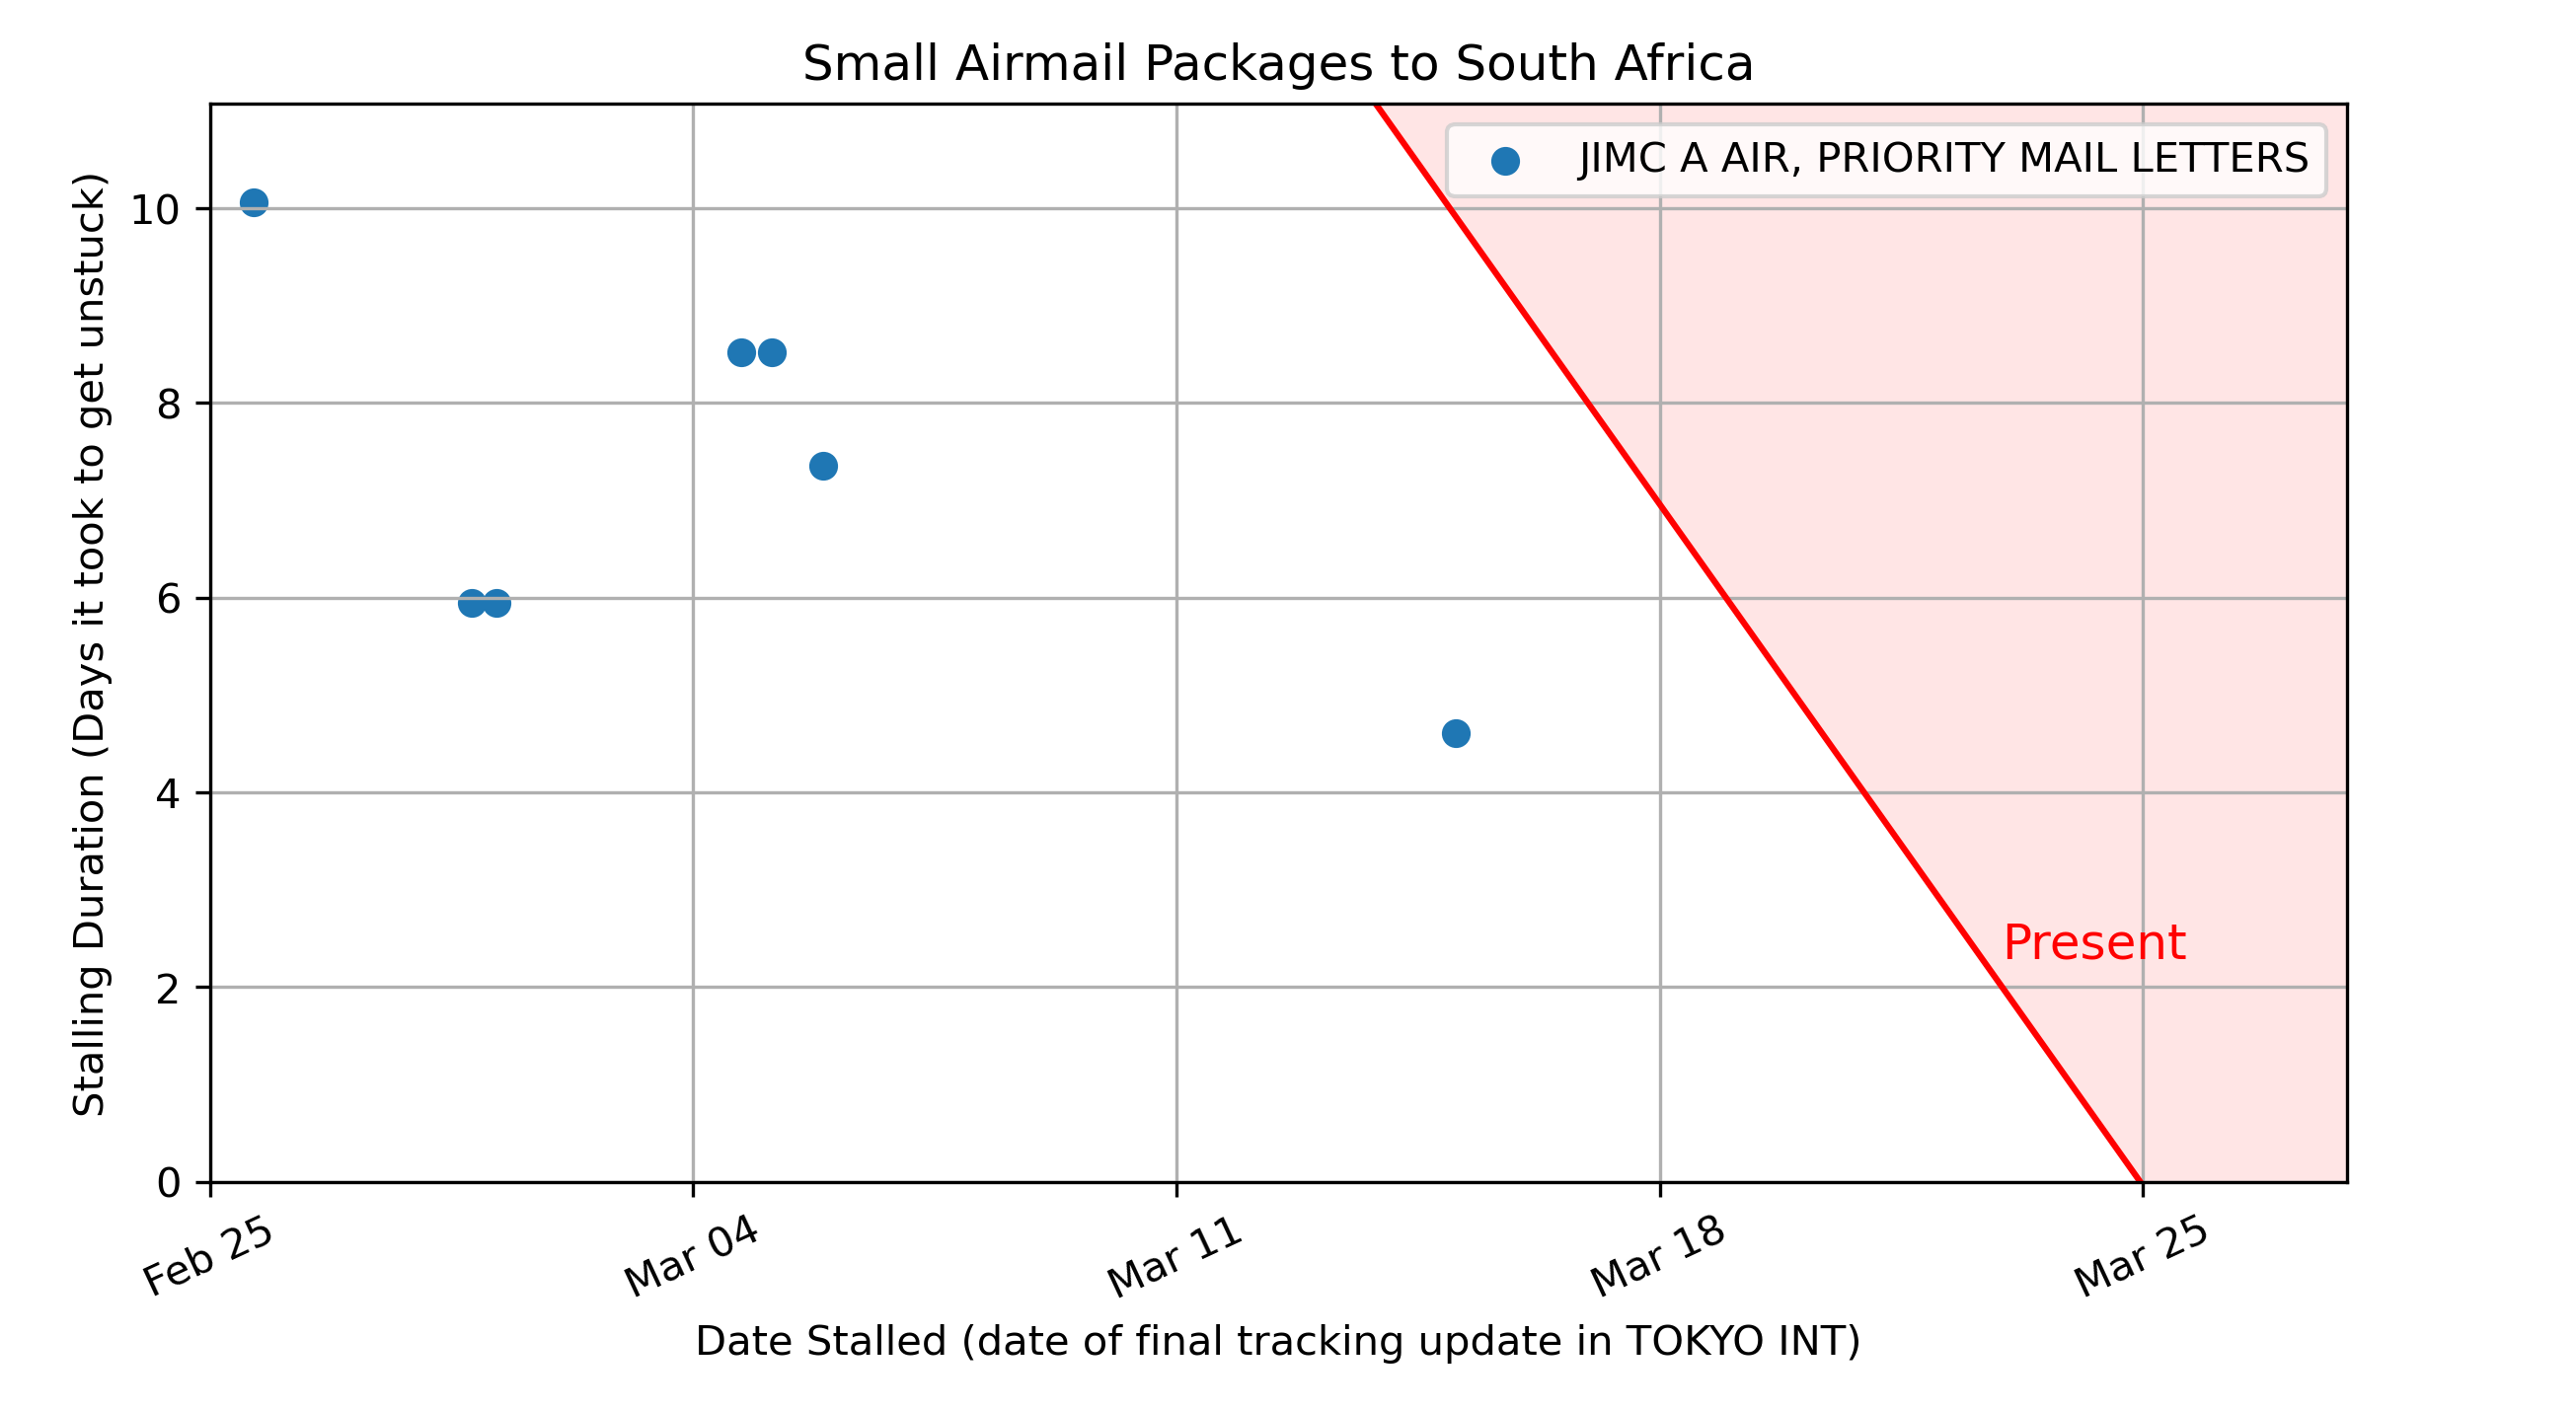 Small Airmail Packages to South Africa
JIMC A AIR, PRIORITY MAIL LETTERS
Stalling Duration (Days it took to get unstuck)
10
8
6
4
2
0
Present
Feb 25
Mar 04
Mar 11
Mar 18
Mar 25
Date Stalled (date of final tracking update in TOKYO INT)